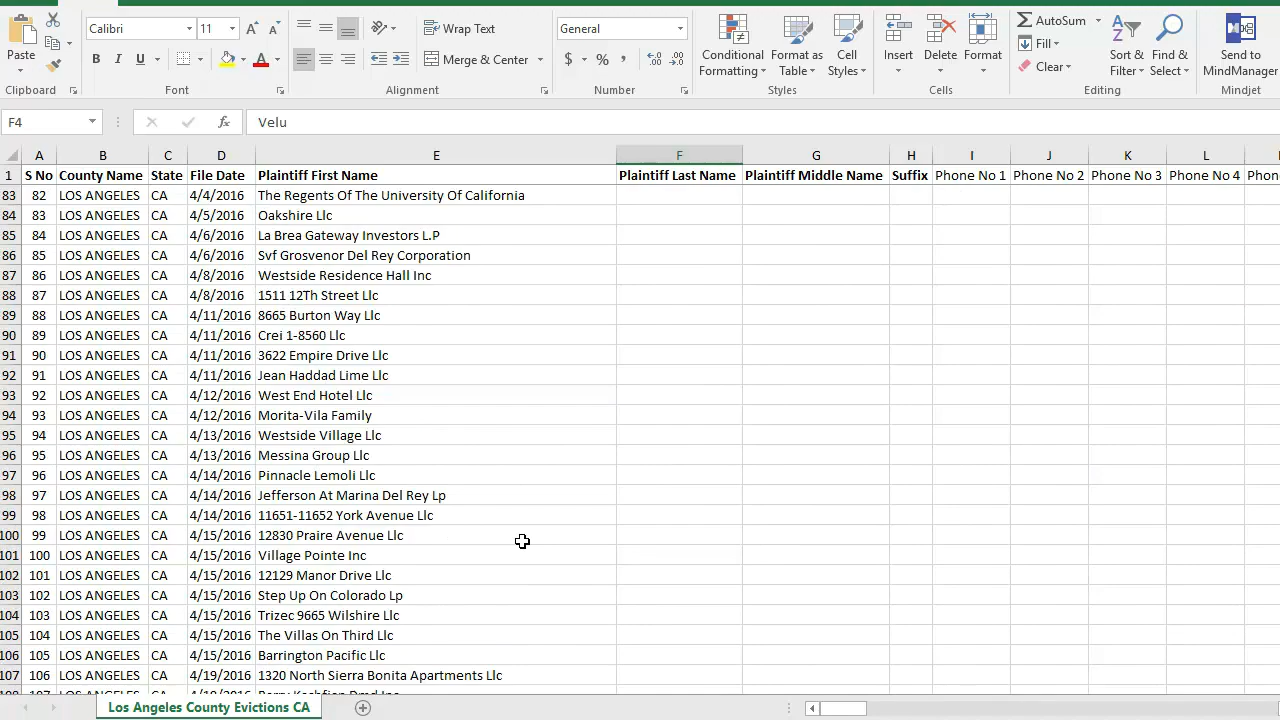 Calibri 11 Wrap Text General AutoSum
Paste B I U Merge & Center $ % , Conditional Formatting Format as Table Cell Styles Insert Delete Format Fill Clear Sort & Filter Find & Select Send to MindManager
Clipboard Font Alignment Number Styles Cells Editing Mindjet
F4 fx Velu
A B C D E F G H I J K L
1 S No County Name State File Date Plaintiff First Name Plaintiff Last Name Plaintiff Middle Name Suffix Phone No 1 Phone No 2 Phone No 3 Phone No 4
83 82 LOS ANGELES CA 4/4/2016 The Regents Of The University Of California
84 83 LOS ANGELES CA 4/5/2016 Oakshire Llc
85 84 LOS ANGELES CA 4/6/2016 La Brea Gateway Investors L.P
86 85 LOS ANGELES CA 4/6/2016 Svf Grosvenor Del Rey Corporation
87 86 LOS ANGELES CA 4/8/2016 Westside Residence Hall Inc
88 87 LOS ANGELES CA 4/8/2016 1511 12Th Street Llc
89 88 LOS ANGELES CA 4/11/2016 8665 Burton Way Llc
90 89 LOS ANGELES CA 4/11/2016 Crei 1-8560 Llc
91 90 LOS ANGELES CA 4/11/2016 3622 Empire Drive Llc
92 91 LOS ANGELES CA 4/11/2016 Jean Haddad Lime Llc
93 92 LOS ANGELES CA 4/12/2016 West End Hotel Llc
94 93 LOS ANGELES CA 4/12/2016 Morita-Vila Family
95 94 LOS ANGELES CA 4/13/2016 Westside Village Llc
96 95 LOS ANGELES CA 4/13/2016 Messina Group Llc
97 96 LOS ANGELES CA 4/14/2016 Pinnacle Lemoli Llc
98 97 LOS ANGELES CA 4/14/2016 Jefferson At Marina Del Rey Lp
99 98 LOS ANGELES CA 4/14/2016 11651-11652 York Avenue Llc
100 99 LOS ANGELES CA 4/15/2016 12830 Praire Avenue Llc
101 100 LOS ANGELES CA 4/15/2016 Village Pointe Inc
102 101 LOS ANGELES CA 4/15/2016 12129 Manor Drive Llc
103 102 LOS ANGELES CA 4/15/2016 Step Up On Colorado Lp
104 103 LOS ANGELES CA 4/15/2016 Trizec 9665 Wilshire Llc
105 104 LOS ANGELES CA 4/15/2016 The Villas On Third Llc
106 105 LOS ANGELES CA 4/15/2016 Barrington Pacific Llc
107 106 LOS ANGELES CA 4/19/2016 1320 North Sierra Bonita Apartments Llc
Los Angeles County Evictions CA